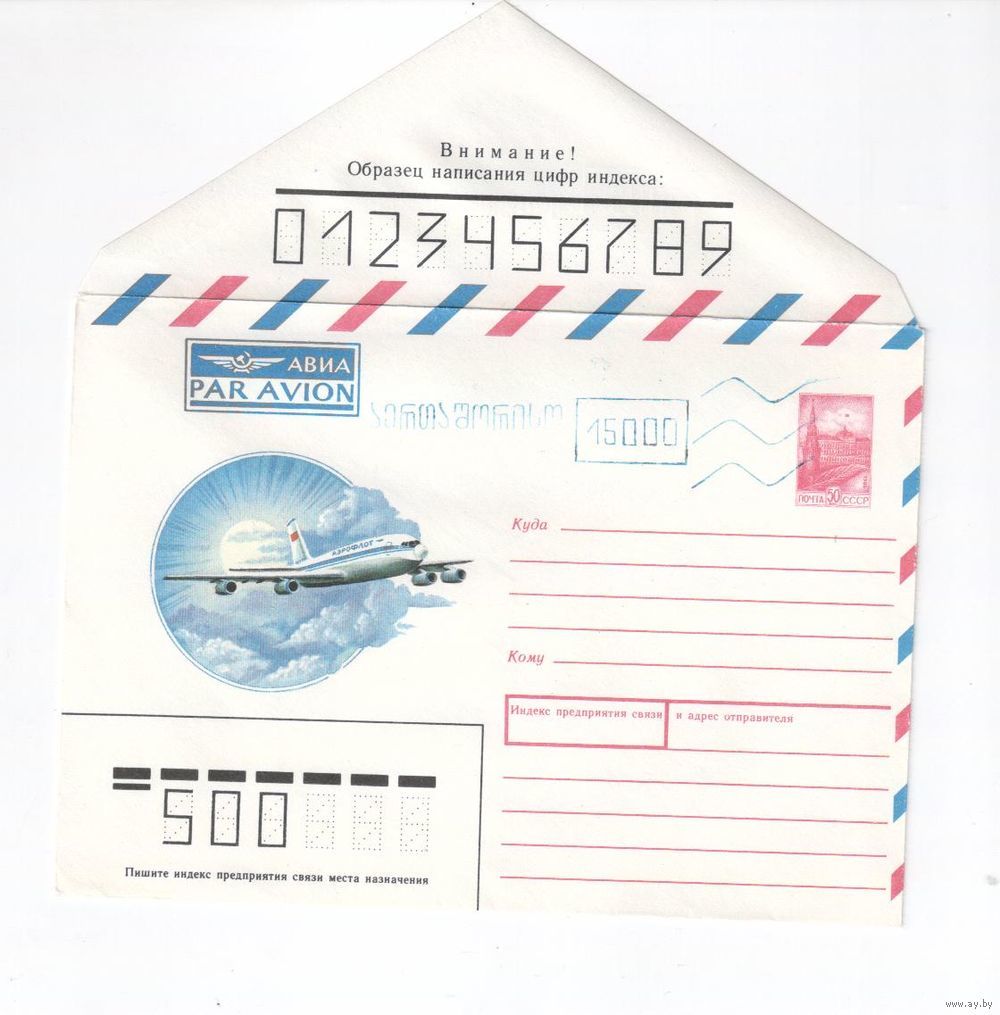 Внимание!
Образец написания цифр индекса:
0123456789
АВИА
PAR AVION
საერთაშორისო
15000
ПОЧТА 50 СССР
АЭРОФЛОТ
Куда
Кому
Индекс предприятия связи и адрес отправителя
500
Пишите индекс предприятия связи места назначения
www.ay.by